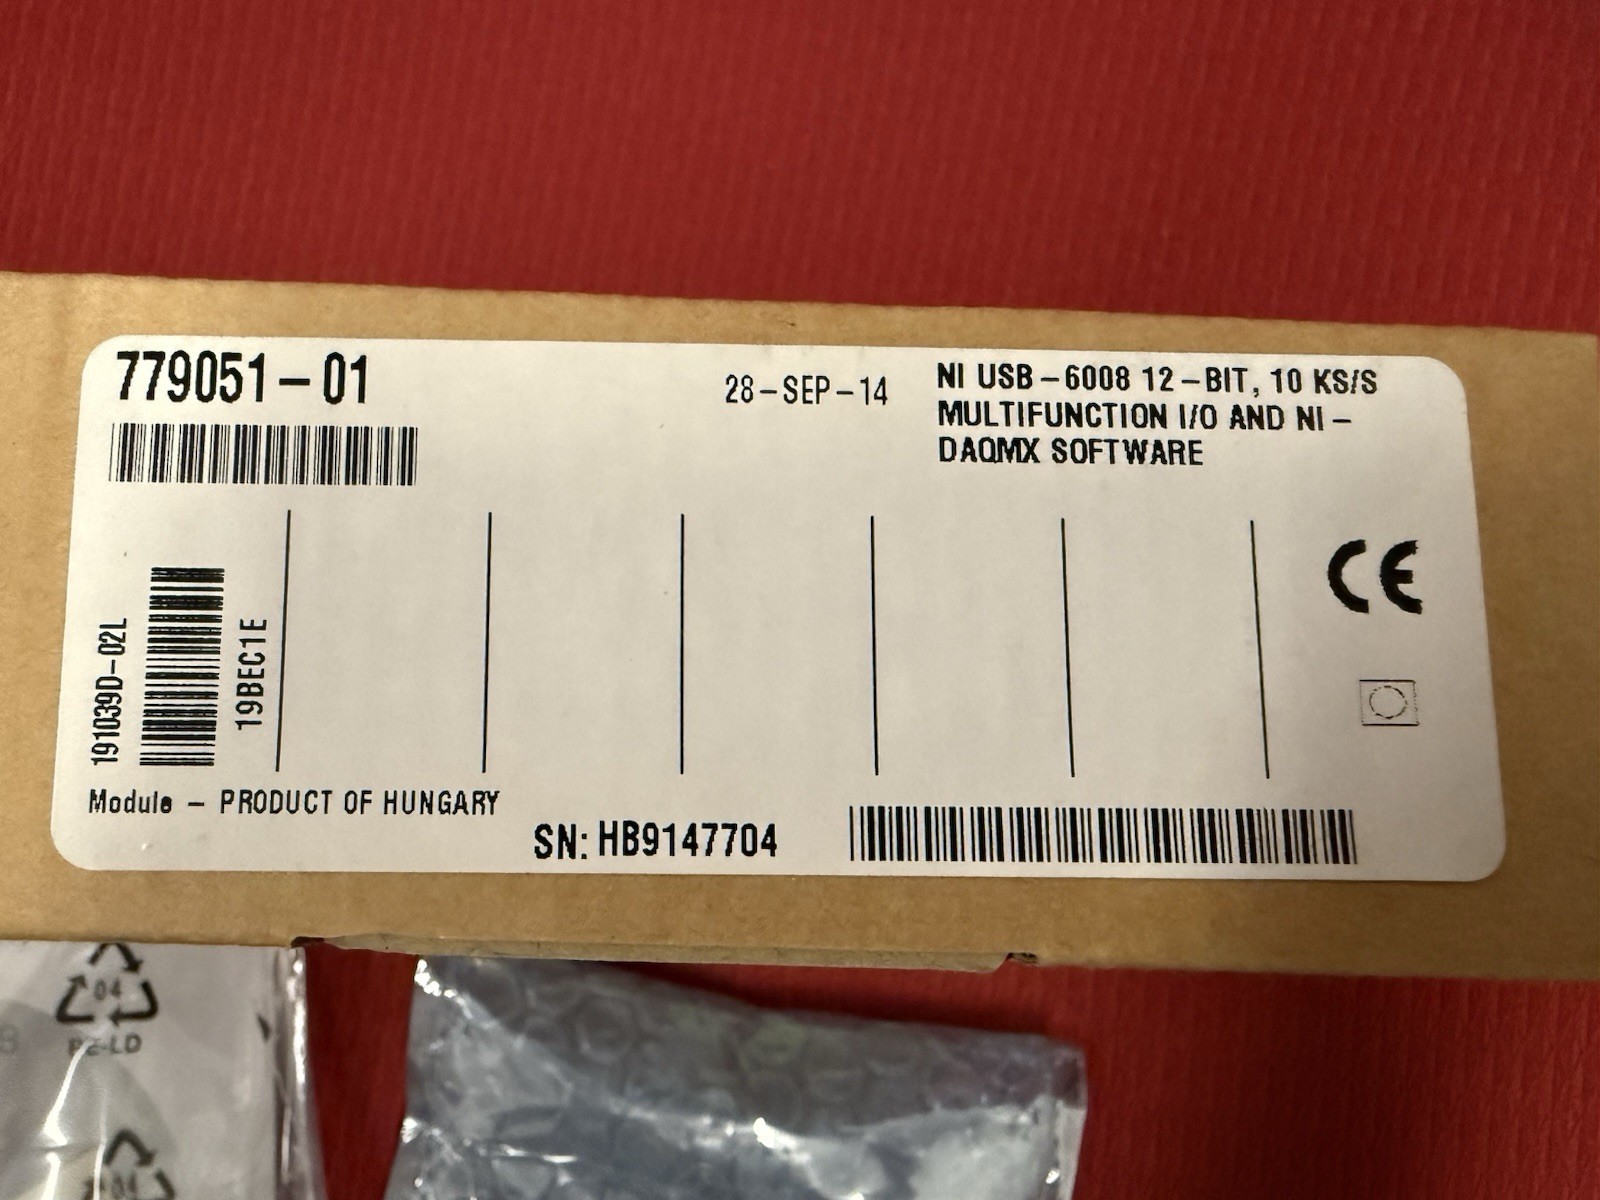 779051-01
28-SEP-14
NI USB-6008 12-BIT, 10 KS/S
MULTIFUNCTION I/O AND NI-
DAQMX SOFTWARE
191039D-02L
19BEC1E
CE
Module - PRODUCT OF HUNGARY
SN: HB9147704
04
PE-LD
04